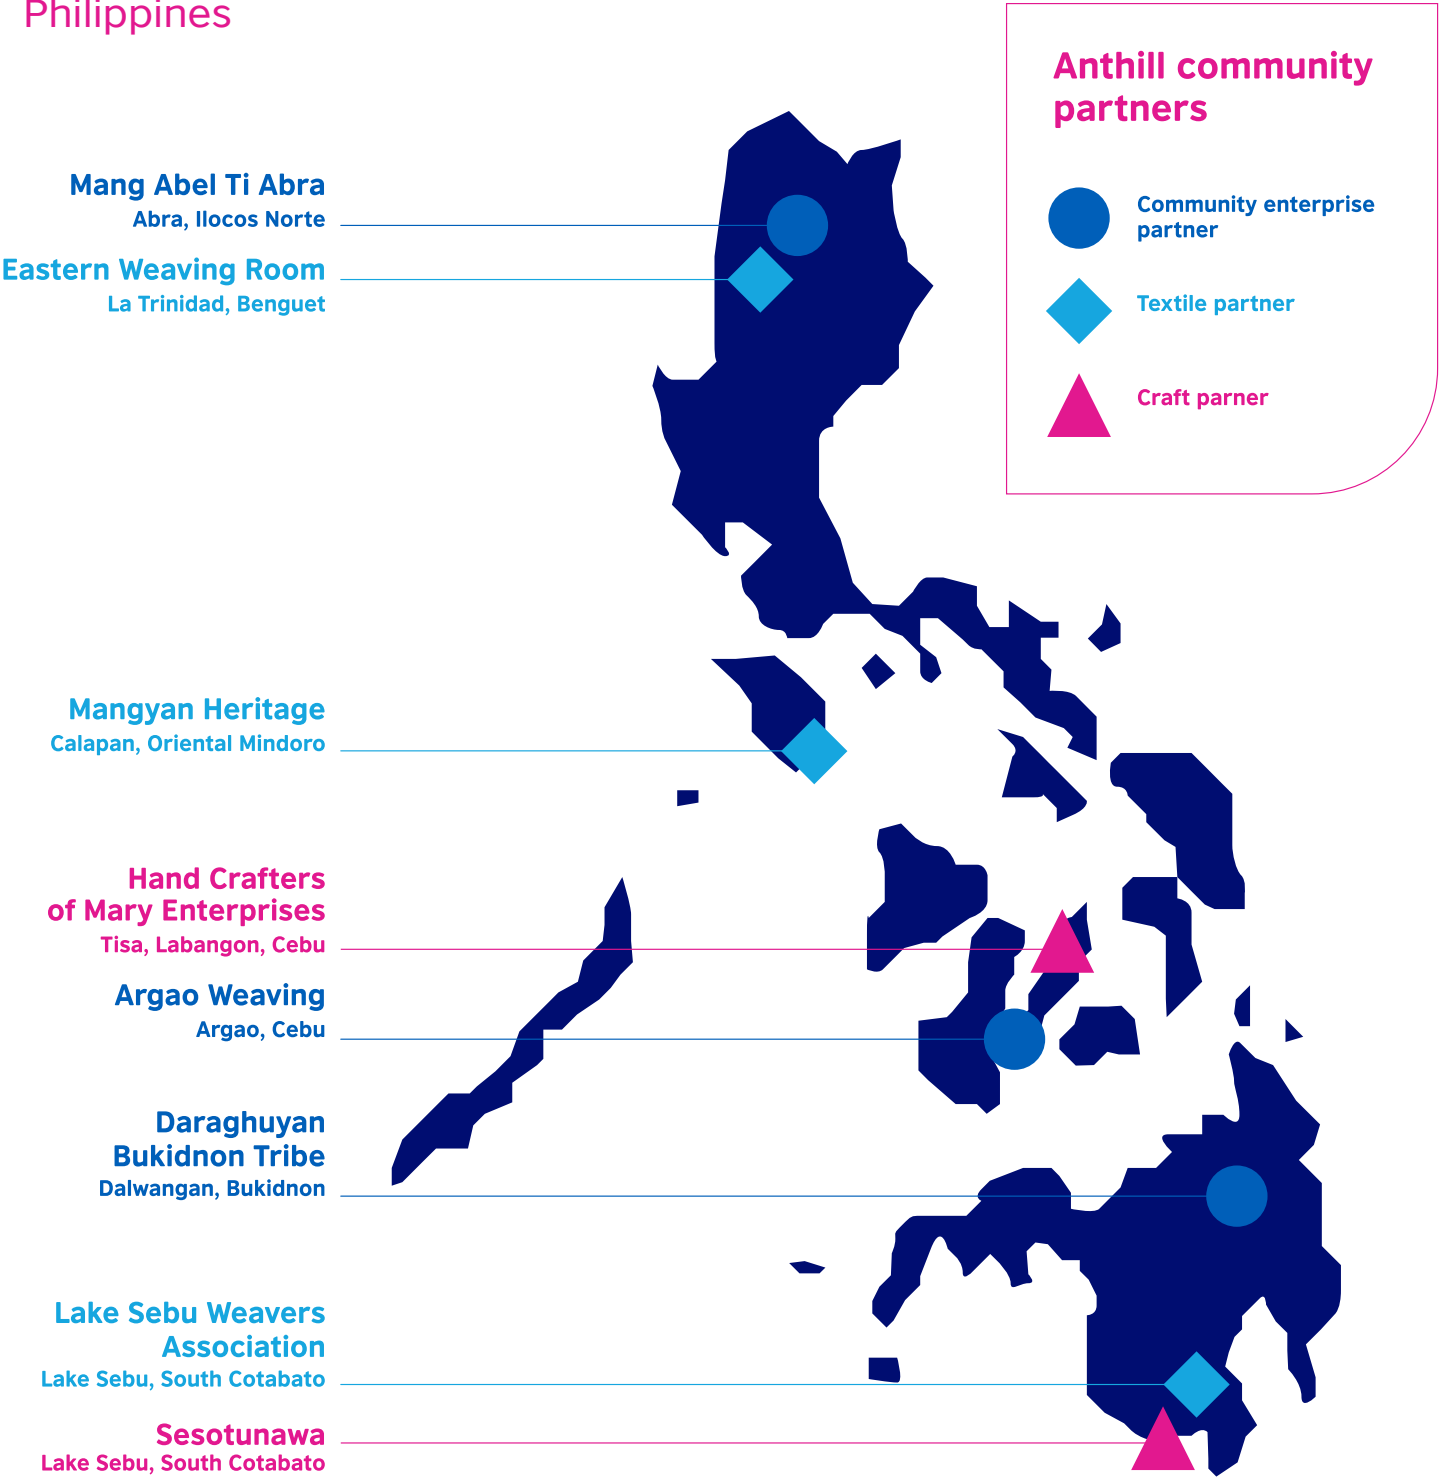 Philippines
Anthill community
partners
Community enterprise
partner
Textile partner
Craft parner
Mang Abel Ti Abra
Abra, Ilocos Norte
Eastern Weaving Room
La Trinidad, Benguet
Mangyan Heritage
Calapan, Oriental Mindoro
Hand Crafters
of Mary Enterprises
Tisa, Labangon, Cebu
Argao Weaving
Argao, Cebu
Daraghuyan
Bukidnon Tribe
Dalwangan, Bukidnon
Lake Sebu Weavers
Association
Lake Sebu, South Cotabato
Sesotunawa
Lake Sebu, South Cotabato